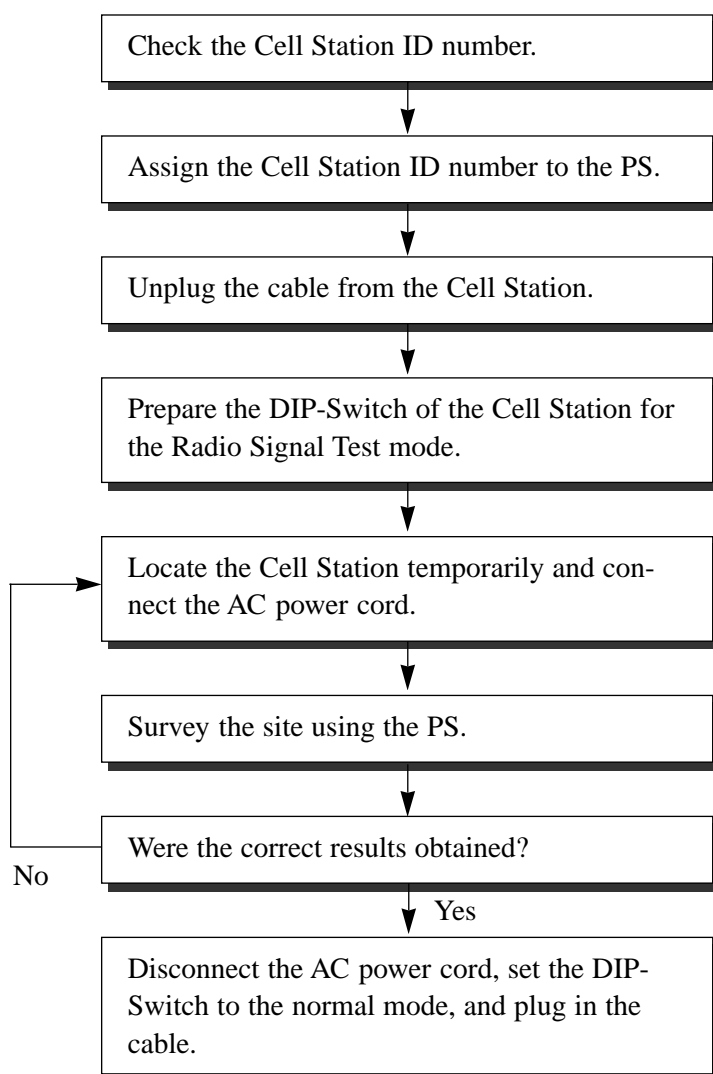 Check the Cell Station ID number.
Assign the Cell Station ID number to the PS.
Unplug the cable from the Cell Station.
Prepare the DIP-Switch of the Cell Station for
the Radio Signal Test mode.
Locate the Cell Station temporarily and con-
nect the AC power cord.
Survey the site using the PS.
Were the correct results obtained?
No
Yes
Disconnect the AC power cord, set the DIP-
Switch to the normal mode, and plug in the
cable.